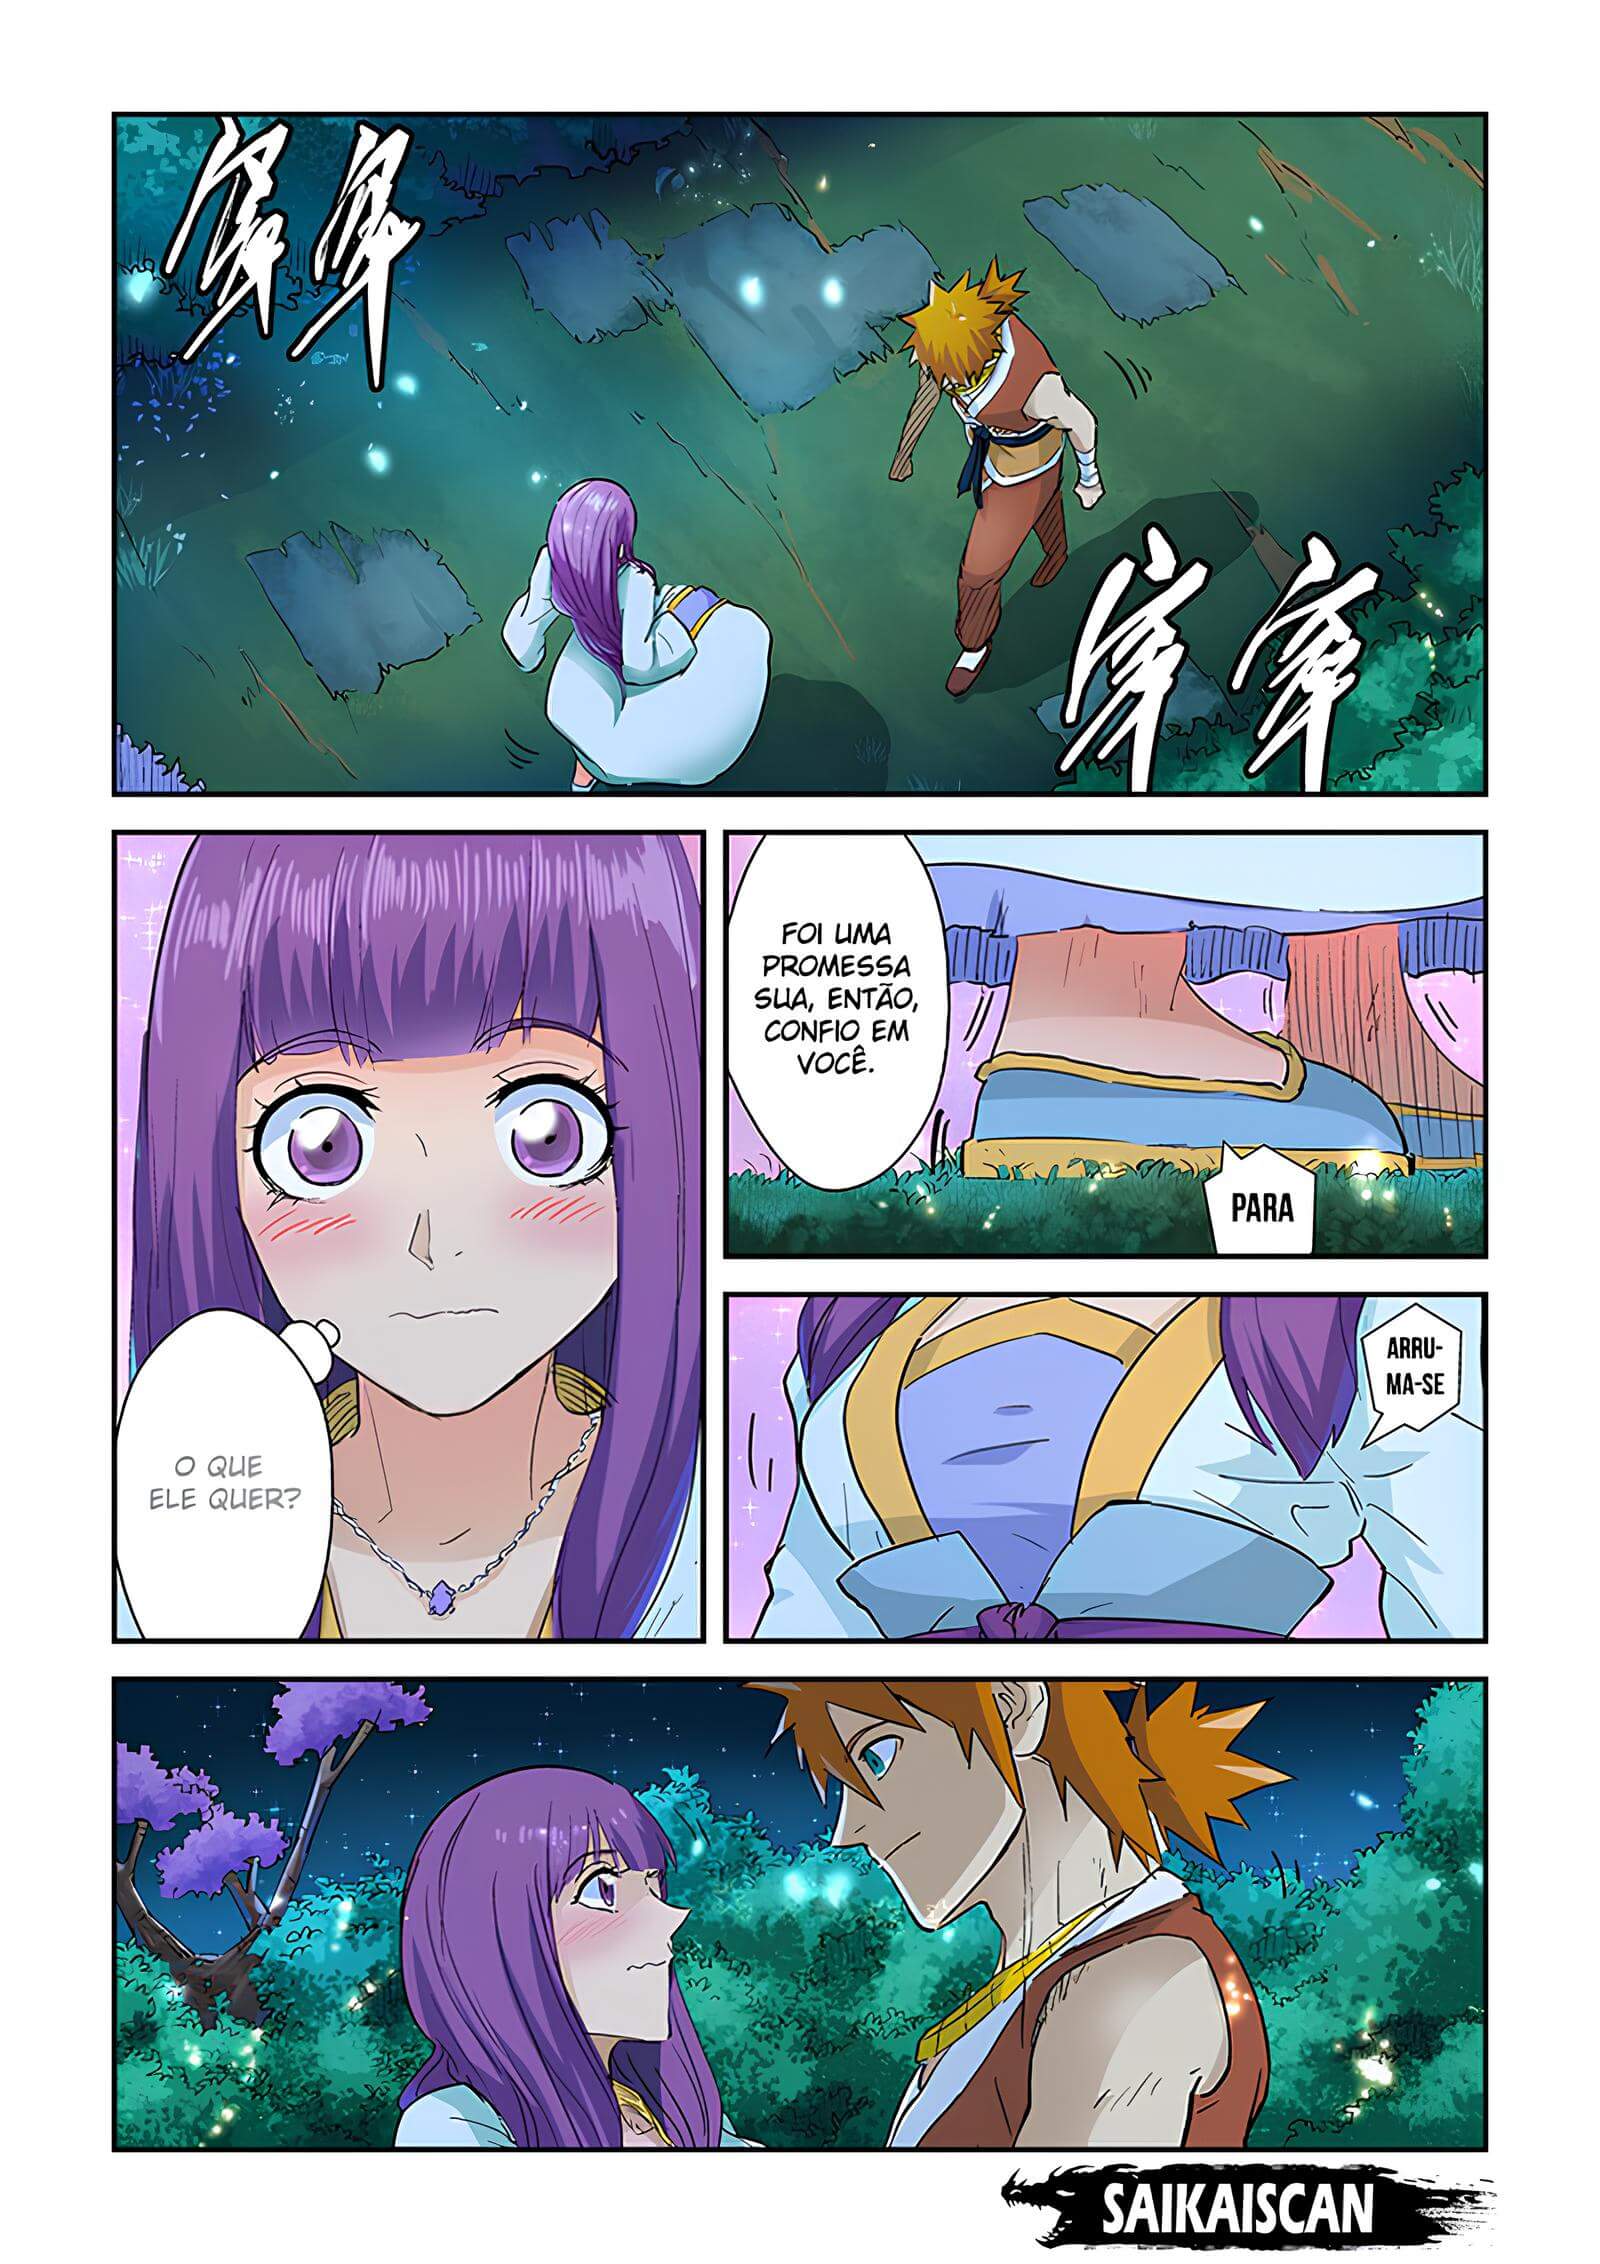 FOI UMA
PROMESSA
SUA, ENTÃO,
CONFIO EM
VOCÊ.
PARA
O QUE
ELE QUER?
ARRU-
MA-SE
SAIKAISCAN